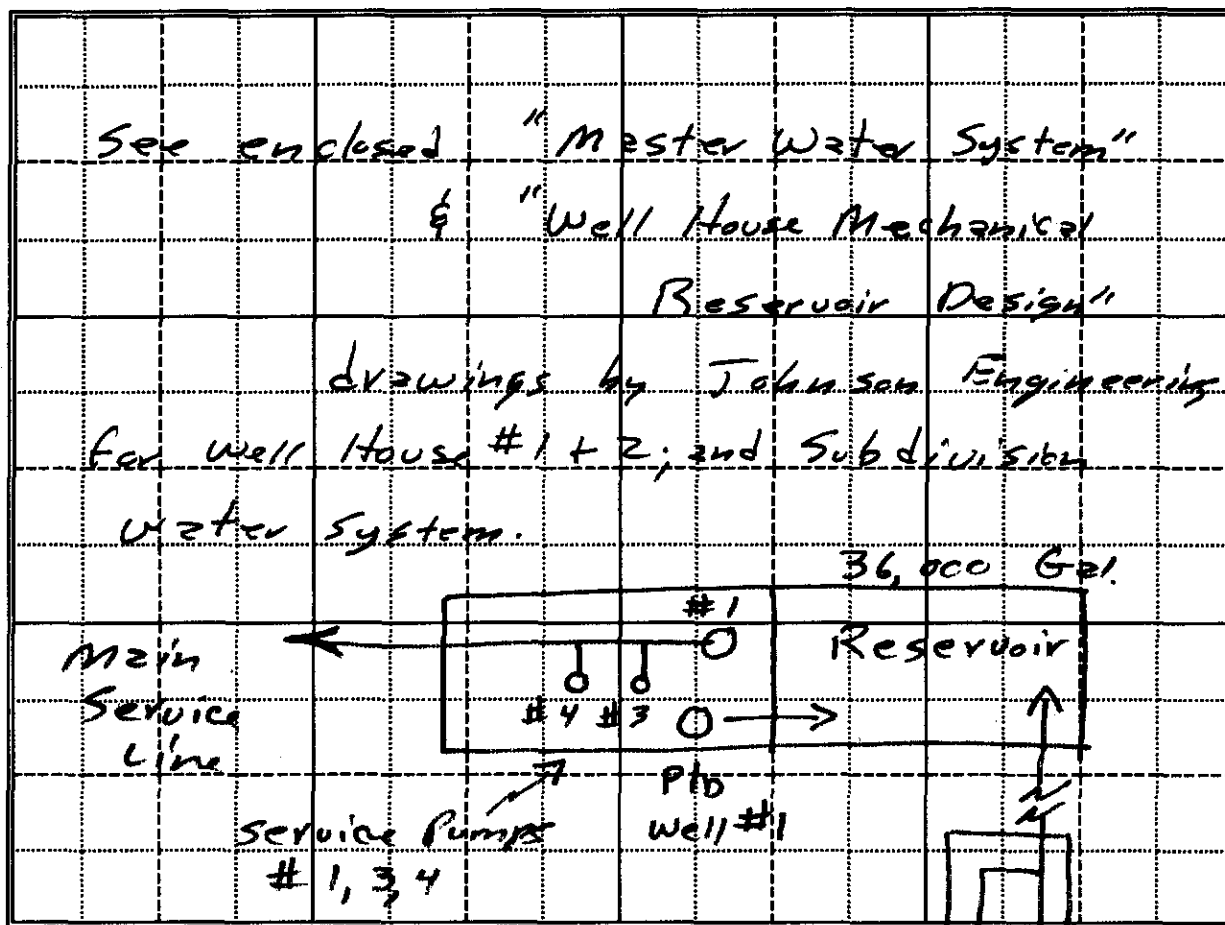 See enclosed "Master Water System"
& "Well House Mechanical
Reservoir Design"
drawings by Johnson Engineering
for Well House #1 + 2; and Subdivision
water System.
36,000 Gal.
#1
Reservoir
Main
Service
Line
#4 #3
Well #1
Service Pumps
# 1, 3, 4